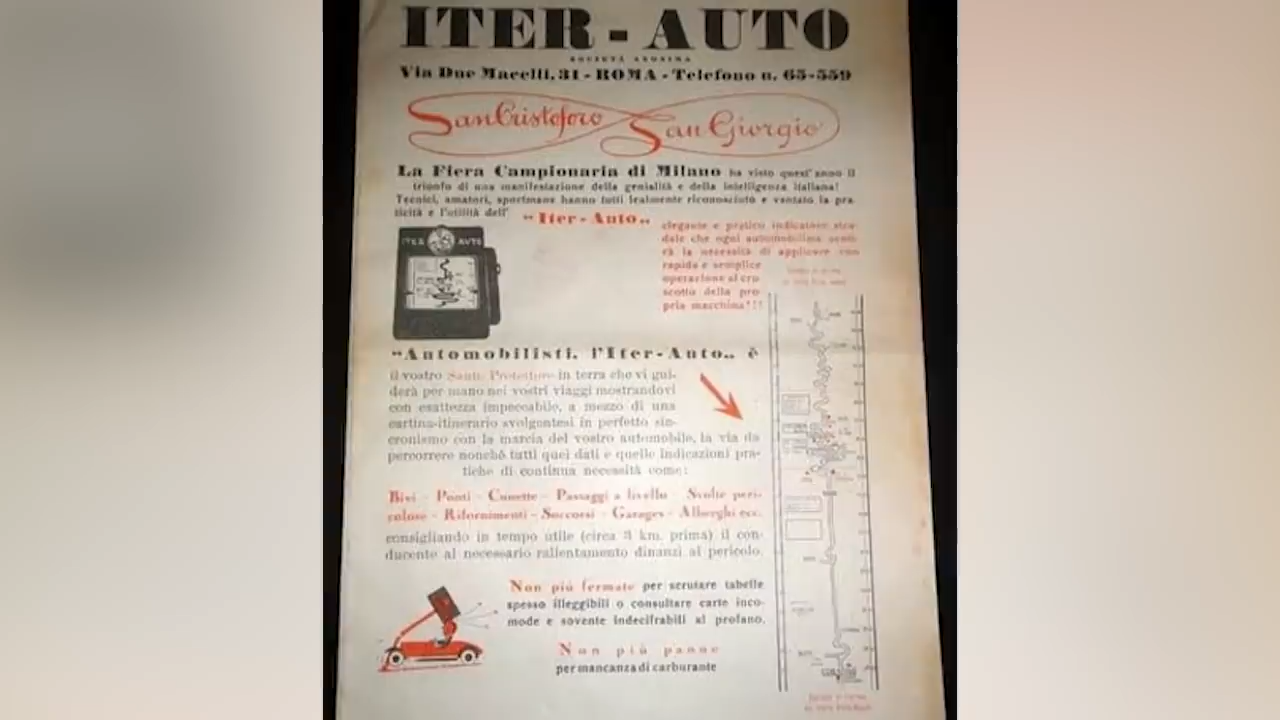 ITER - AUTO
SOCIETÀ ANONIMA
Via Due Macelli, 31 - ROMA - Telefono n. 65-559
San Cristoforo San Giorgio
La Fiera Campionaria di Milano ha visto quest'anno il
trionfo di una manifestazione della genialità e della intelligenza italiana!
Tecnici, amatori, sportmans hanno tutti lealmente riconosciuto e vantato la pra-
ticità e l'utilità dell' "Iter-Auto„
elegante e pratico indicatore stra-
dale che ogni automobilista senti-
rà la necessità di applicare con
rapida e semplice
operazione al cru-
scotto della pro-
pria macchina!!!
ITER AUTO
"Automobilisti, l'Iter-Auto„ è
il vostro Santo Protettore in terra che vi gui-
derà per mano nei vostri viaggi mostrandovi
con esattezza impeccabile, a mezzo di una
cartina-itinerario svolgentesi in perfetto sin-
cronismo con la marcia del vostro automobile, la via da
percorrere nonchè tutti quei dati e quelle indicazioni pra-
tiche di continua necessità come:
Bivi - Ponti - Cunette - Passaggi a livello - Svolte peri-
colose - Rifornimenti - Soccorsi - Garages - Alberghi ecc.
consigliando in tempo utile (circa 3 km. prima) il con-
ducente al necessario rallentamento dinanzi al pericolo.
Non più fermate per scrutare tabelle
spesso illeggibili o consultare carte inco-
mode e sovente indecifrabili al profano.
Non più panne
per mancanza di carburante